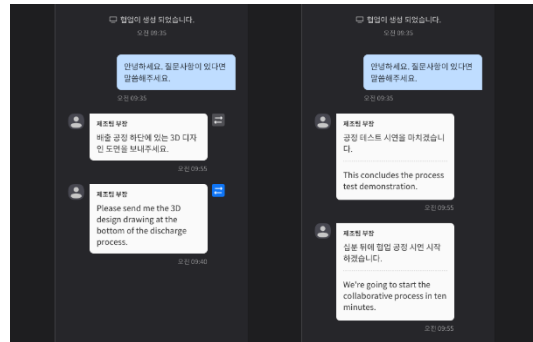 협업이 생성 되었습니다.
오전 09:35
안녕하세요. 질문사항이 있다면
말씀해주세요.
오전 09:35
제조팀 부장
배출 공정 하단에 있는 3D 디자
인 도면을 보내주세요.
오전 09:55
제조팀 부장
Please send me the 3D
design drawing at the
bottom of the discharge
process.
오전 09:40
협업이 생성 되었습니다.
오전 09:35
안녕하세요. 질문사항이 있다면
말씀해주세요.
오전 09:35
제조팀 부장
공정 테스트 시연을 마치겠습니
다.
This concludes the process
test demonstration.
오전 09:55
제조팀 부장
십분 뒤에 협업 공정 시연 시작
하겠습니다.
We're going to start the
collaborative process in ten
minutes.
오전 09:55